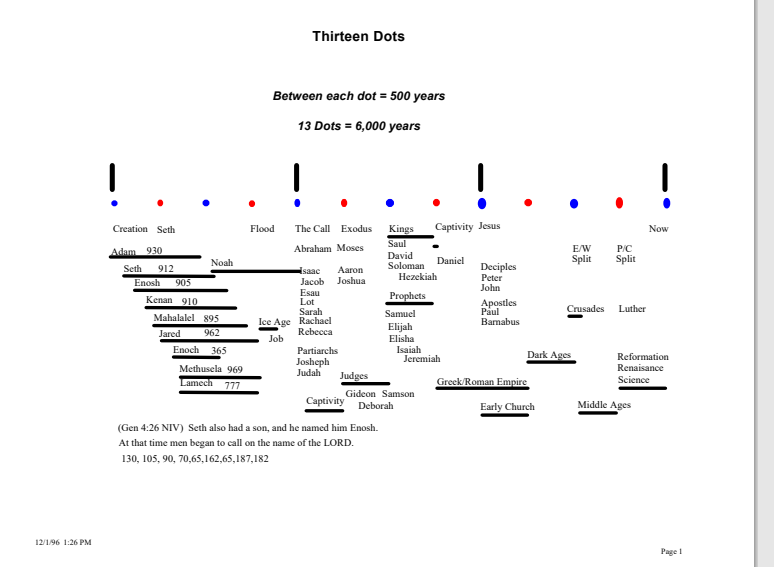 Thirteen Dots
Between each dot = 500 years
13 Dots = 6,000 years
Creation Seth Flood The Call Exodus Kings Captivity Jesus Now
Adam 930
Seth 912
Noah
Enosh 905
Kenan 910
Mahalalel 895
Jared 962
Enoch 365
Methusela 969
Lamech 777
Ice Age
Job
Abraham
Isaac
Jacob
Esau
Lot
Sarah
Rachael
Rebecca
Partiarchs
Josheph
Judah
Captivity
Moses
Aaron
Joshua
Judges
Gideon Samson
Deborah
Saul
David
Soloman
Hezekiah
Prophets
Samuel
Elijah
Elisha
Isaiah
Jeremiah
Daniel
Greek/Roman Empire
Deciples
Peter
John
Apostles
Paul
Barnabus
Early Church
Dark Ages
E/W
Split
Crusades
Middle Ages
P/C
Split
Luther
Reformation
Renaisance
Science
(Gen 4:26 NIV) Seth also had a son, and he named him Enosh.
At that time men began to call on the name of the LORD.
130, 105, 90, 70,65,162,65,187,182
12/1/96 1:26 PM
Page 1